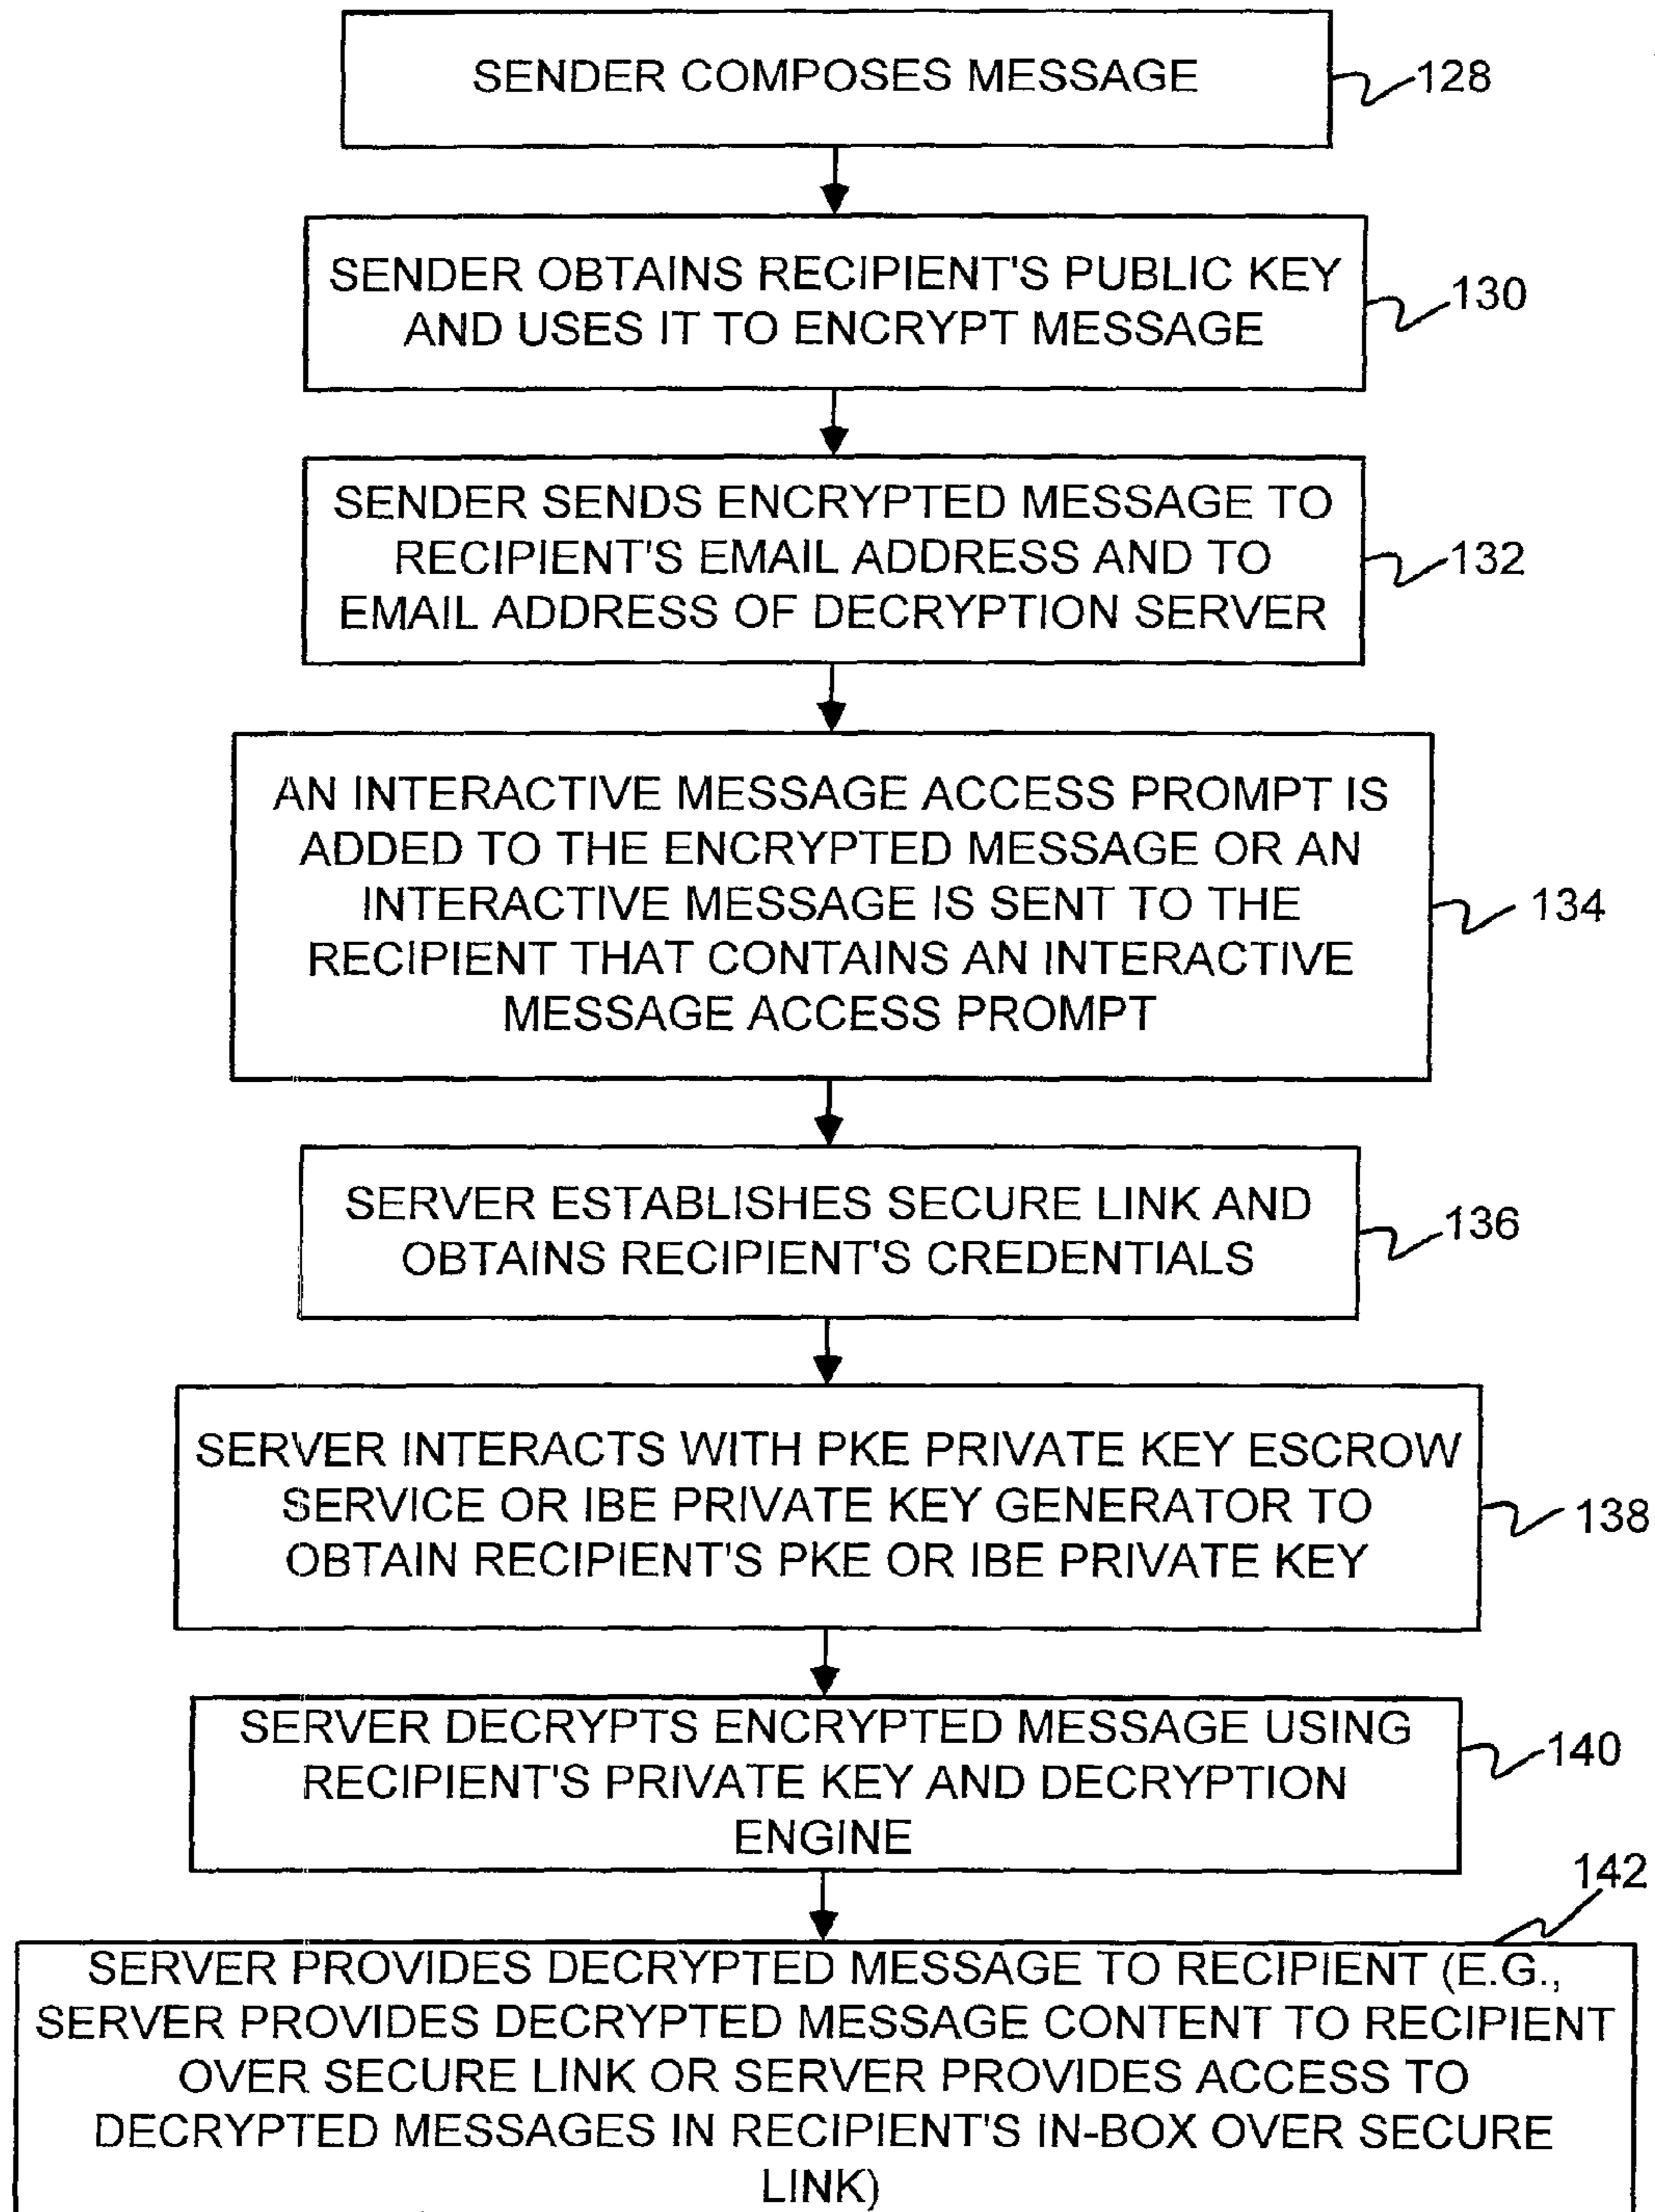 SENDER COMPOSES MESSAGE
128
SENDER OBTAINS RECIPIENT'S PUBLIC KEY
AND USES IT TO ENCRYPT MESSAGE
130
SENDER SENDS ENCRYPTED MESSAGE TO
RECIPIENT'S EMAIL ADDRESS AND TO
EMAIL ADDRESS OF DECRYPTION SERVER
132
AN INTERACTIVE MESSAGE ACCESS PROMPT IS
ADDED TO THE ENCRYPTED MESSAGE OR AN
INTERACTIVE MESSAGE IS SENT TO THE
RECIPIENT THAT CONTAINS AN INTERACTIVE
MESSAGE ACCESS PROMPT
134
SERVER ESTABLISHES SECURE LINK AND
OBTAINS RECIPIENT'S CREDENTIALS
136
SERVER INTERACTS WITH PKE PRIVATE KEY ESCROW
SERVICE OR IBE PRIVATE KEY GENERATOR TO
OBTAIN RECIPIENT'S PKE OR IBE PRIVATE KEY
138
SERVER DECRYPTS ENCRYPTED MESSAGE USING
RECIPIENT'S PRIVATE KEY AND DECRYPTION
ENGINE
140
142
SERVER PROVIDES DECRYPTED MESSAGE TO RECIPIENT (E.G.,
SERVER PROVIDES DECRYPTED MESSAGE CONTENT TO RECIPIENT
OVER SECURE LINK OR SERVER PROVIDES ACCESS TO
DECRYPTED MESSAGES IN RECIPIENT'S IN-BOX OVER SECURE
LINK)